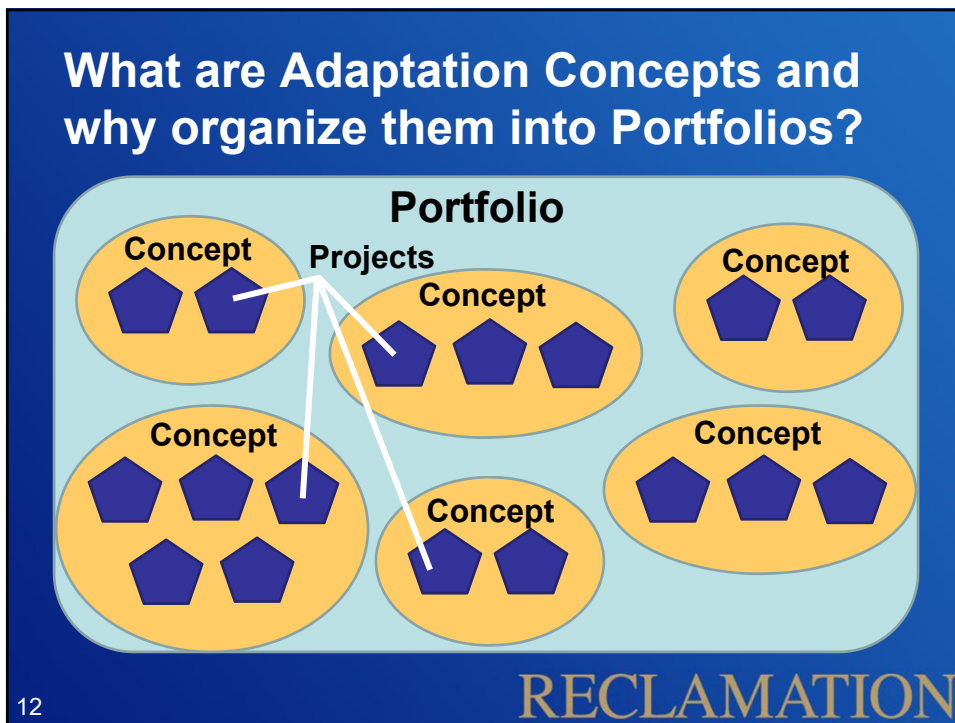 What are Adaptation Concepts and
why organize them into Portfolios?
Portfolio
Concept
Projects
Concept
Concept
Concept
Concept
Concept
12
RECLAMATION